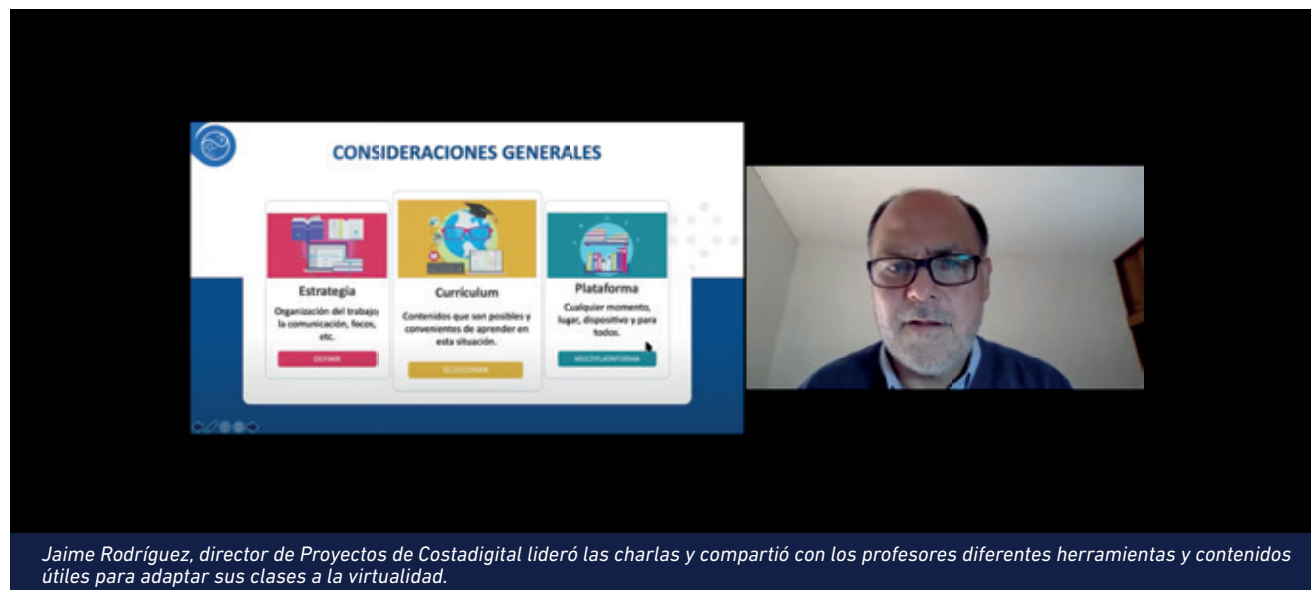 CONSIDERACIONES GENERALES
Estrategia
Organización del trabajo,
la comunicación, focos,
etc.
DEFINIR
Curriculum
Contenidos que son posibles y
convenientes de aprender en
esta situación.
SELECCIONAR
Plataforma
Cualquier momento,
lugar, dispositivo y para
todos.
MULTIPLATAFORMA
Jaime Rodríguez, director de Proyectos de Costadigital lideró las charlas y compartió con los profesores diferentes herramientas y contenidos
útiles para adaptar sus clases a la virtualidad.